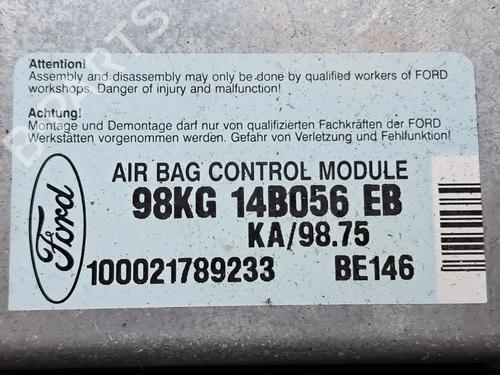 Attention!
Assembly and disassembly may only be done by qualified workers of FORD
workshops. Danger of injury and malfunction!
Achtung!
Montage und Demontage darf nur von qualifizierten Fachkräften der FORD
Werkstätten vorgenommen werden. Gefahr von Verletzung und Fehlfunktion!
AIR BAG CONTROL MODULE
98KG 14B056 EB
KA/98.75
Ford
100021789233 BE146